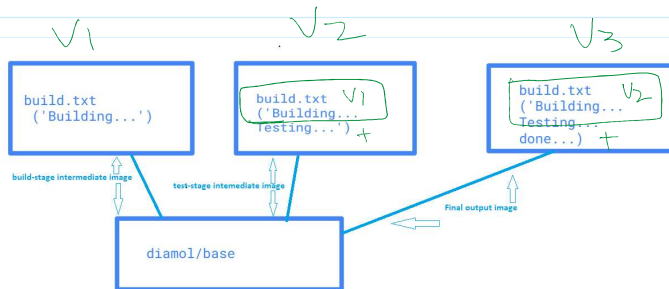 V1
V2
V3
build.txt
('Building...')
build.txt V1
('Building...
Testing...') +
build.txt V2
('Building...
Testing...
done...) +
build-stage intermediate image
test-stage intemediate image
Final output image
diamol/base